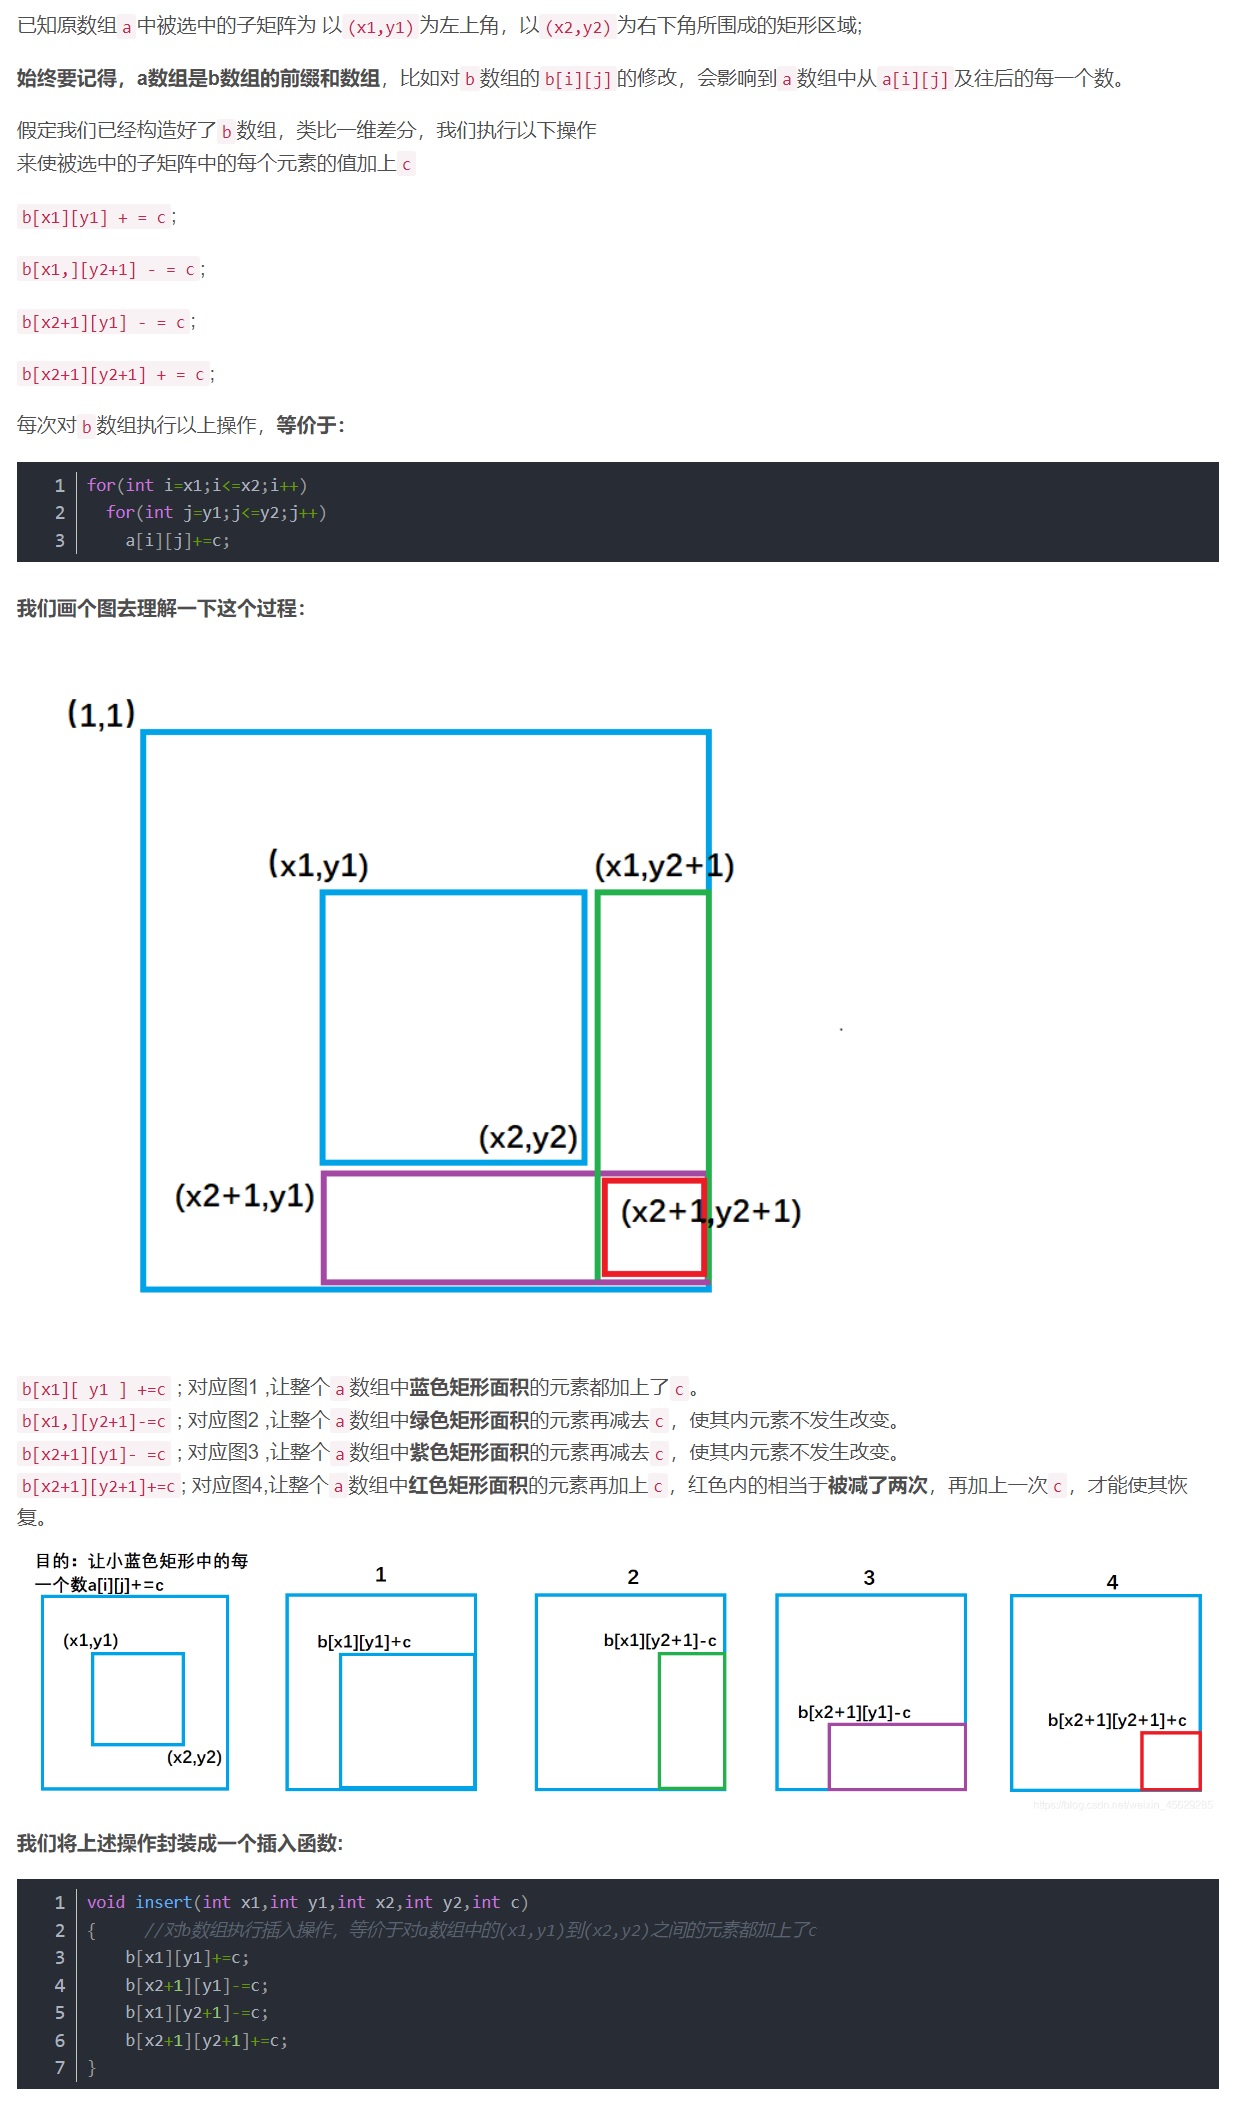 已知原数组a中被选中的子矩阵为 以(x1,y1)为左上角，以(x2,y2)为右下角所围成的矩形区域;
始终要记得，a数组是b数组的前缀和数组，比如对b数组的b[i][j]的修改，会影响到a数组中从a[i][j]及往后的每一个数。
假定我们已经构造好了b数组，类比一维差分，我们执行以下操作
来使被选中的子矩阵中的每个元素的值加上c
b[x1][y1] + = c;
b[x1,][y2+1] - = c;
b[x2+1][y1] - = c;
b[x2+1][y2+1] + = c;
每次对b数组执行以上操作，等价于：
1 for(int i=x1;i<=x2;i++)
2 for(int j=y1;j<=y2;j++)
3 a[i][j]+=c;
我们画个图去理解一下这个过程：
(1,1)
(x1,y1) (x1,y2+1)
(x2,y2)
(x2+1,y1) (x2+1,y2+1)
b[x1][ y1 ] +=c ; 对应图1 ,让整个a数组中蓝色矩形面积的元素都加上了c。
b[x1,][y2+1]-=c ; 对应图2 ,让整个a数组中绿色矩形面积的元素再减去c，使其内元素不发生改变。
b[x2+1][y1]- =c ; 对应图3 ,让整个a数组中紫色矩形面积的元素再减去c，使其内元素不发生改变。
b[x2+1][y2+1]+=c; 对应图4,让整个a数组中红色矩形面积的元素再加上c，红色内的相当于被减了两次，再加上一次c，才能使其恢
复。
目的：让小蓝色矩形中的每
一个数a[i][j]+=c
(x1,y1)
(x2,y2)
1
b[x1][y1]+c
2
b[x1][y2+1]-c
3
b[x2+1][y1]-c
4
b[x2+1][y2+1]+c
https://blog.csdn.net/weixin_45629285
我们将上述操作封装成一个插入函数:
1 void insert(int x1,int y1,int x2,int y2,int c)
2 { //对b数组执行插入操作，等价于对a数组中的(x1,y1)到(x2,y2)之间的元素都加上了c
3 b[x1][y1]+=c;
4 b[x2+1][y1]-=c;
5 b[x1][y2+1]-=c;
6 b[x2+1][y2+1]+=c;
7 }